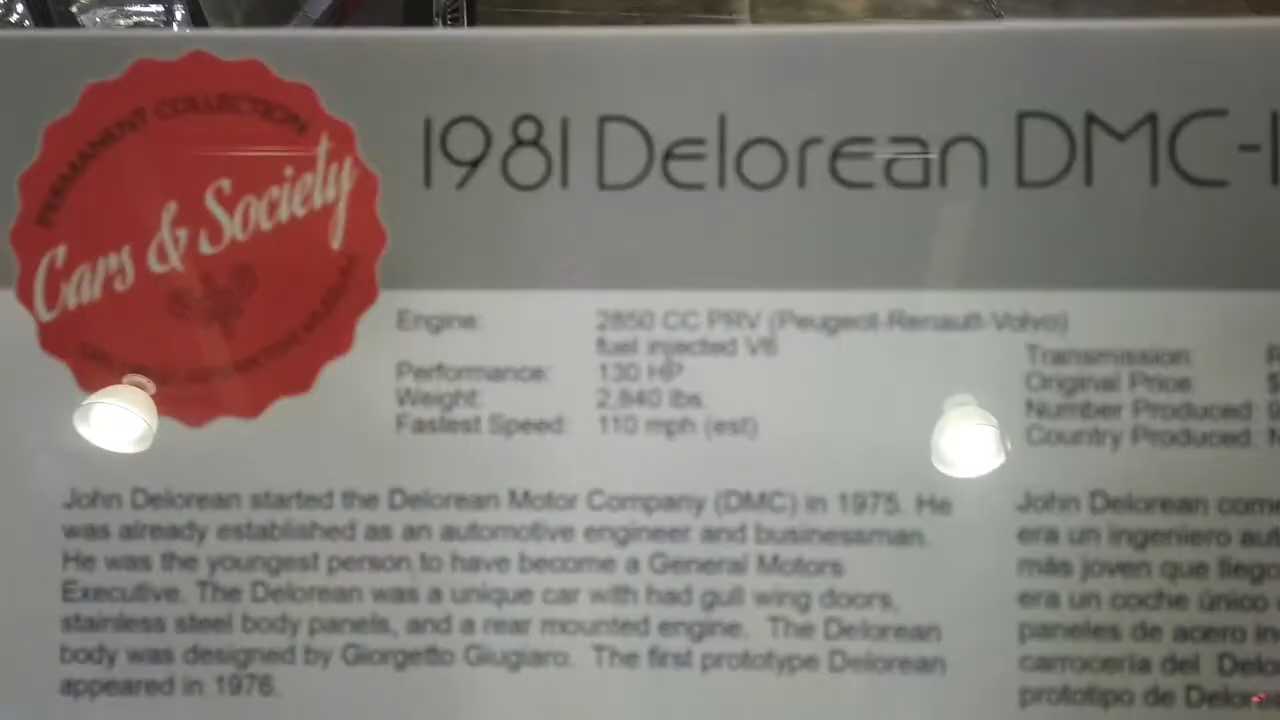 PERMANENT COLLECTION
Cars & Society
1981 Delorean DMC-
Engine: 2850 CC PRV (Peugeot-Renault-Volvo)
fuel injected V6
Performance: 130 HP
Weight: 2,840 lbs.
Fastest Speed: 110 mph (est)
Transmission:
Original Price:
Number Produced:
Country Produced:
John Delorean started the Delorean Motor Company (DMC) in 1975. He
was already established as an automotive engineer and businessman.
He was the youngest person to have become a General Motors
Executive. The Delorean was a unique car with had gull wing doors,
stainless steel body panels, and a rear mounted engine. The Delorean
body was designed by Giorgetto Giugiaro. The first prototype Delorean
appeared in 1976.
John Delorean
era un ingeniero
más joven que
era un coche único
paneles de acero
carrocería del
prototipo de